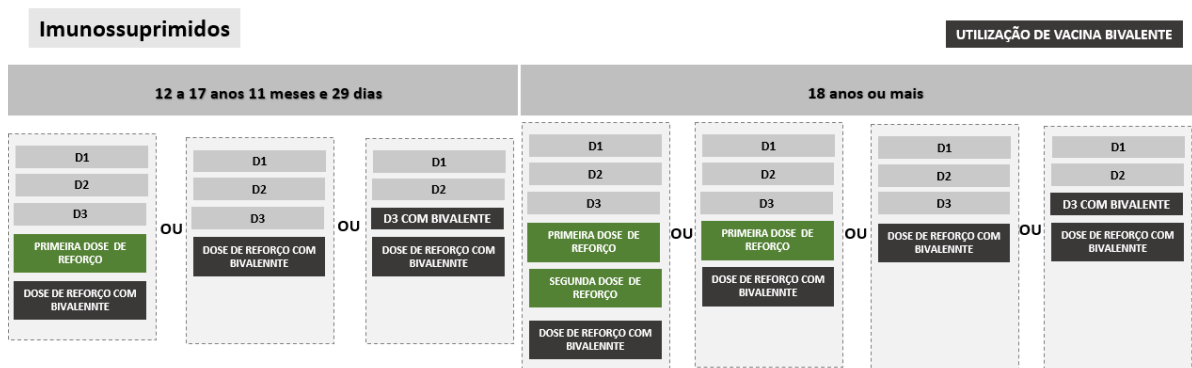 Imunossuprimidos
UTILIZAÇÃO DE VACINA BIVALENTE
12 a 17 anos 11 meses e 29 dias
18 anos ou mais
D1
D2
D3
PRIMEIRA DOSE DE
REFORÇO
DOSE DE REFORÇO COM
BIVALENNTE
OU
D1
D2
D3
DOSE DE REFORÇO COM
BIVALENNTE
OU
D1
D2
D3 COM BIVALENTE
DOSE DE REFORÇO COM
BIVALENNTE
D1
D2
D3
PRIMEIRA DOSE DE
REFORÇO
SEGUNDA DOSE DE
REFORÇO
DOSE DE REFORÇO COM
BIVALENNTE
OU
D1
D2
D3
PRIMEIRA DOSE DE
REFORÇO
DOSE DE REFORÇO COM
BIVALENNTE
OU
D1
D2
D3
DOSE DE REFORÇO COM
BIVALENNTE
OU
D1
D2
D3 COM BIVALENTE
DOSE DE REFORÇO COM
BIVALENNTE